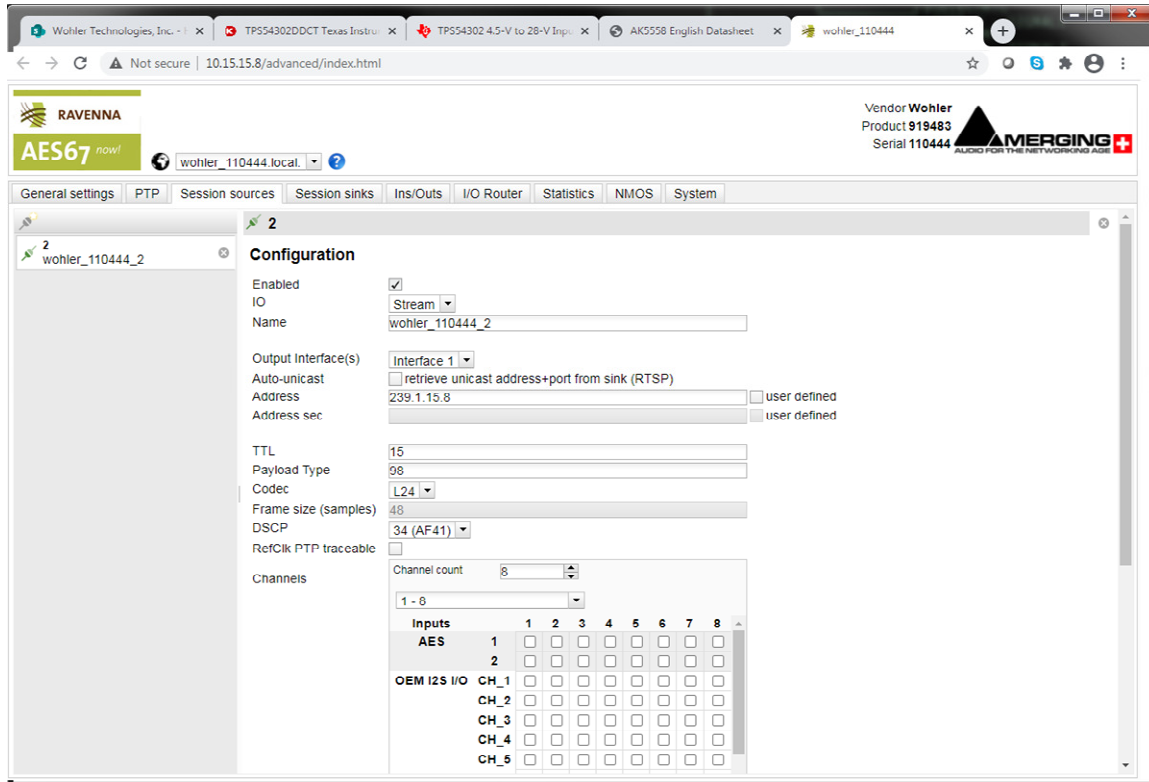 Wohler Technologies, Inc. -
TPS54302DDCT Texas Instru
TPS54302 4.5-V to 28-V Inpu
AK5558 English Datasheet
wohler_110444
Not secure | 10.15.15.8/advanced/index.html
RAVENNA
AES67 now!
wohler_110444.local.
Vendor Wohler
Product 919483
Serial 110444
MERGING
AUDIO FOR THE NETWORKING AGE
General settings PTP Session sources Session sinks Ins/Outs I/O Router Statistics NMOS System
2
wohler_110444_2
2
Configuration
Enabled
IO Stream
Name wohler_110444_2
Output Interface(s) Interface 1
Auto-unicast retrieve unicast address+port from sink (RTSP)
Address 239.1.15.8 user defined
Address sec user defined
TTL 15
Payload Type 98
Codec L24
Frame size (samples) 48
DSCP 34 (AF41)
RefClk PTP traceable
Channels
Channel count 8
1 - 8
Inputs 1 2 3 4 5 6 7 8
AES 1
2
OEM I2S I/O CH_1
CH_2
CH_3
CH_4
CH_5